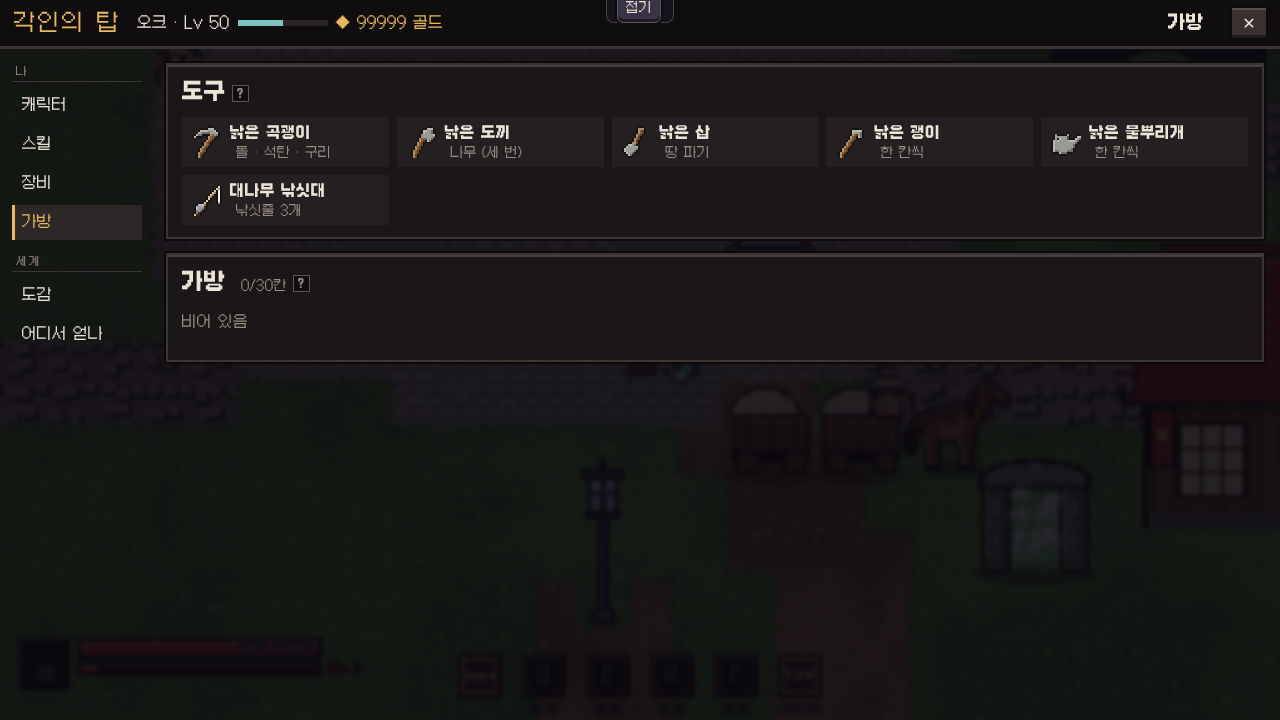 각인의 탑 오크 · Lv 50 ◆ 99999 골드 접기 가방 ×
나
캐릭터
스킬
장비
가방
세계
도감
어디서 얻나
도구 ?
낡은 곡괭이
돌 · 석탄 · 구리
낡은 도끼
나무 (세 번)
낡은 삽
땅 파기
낡은 괭이
한 칸씩
낡은 물뿌리개
한 칸씩
대나무 낚싯대
낚싯줄 3개
가방 0/30칸 ?
비어 있음